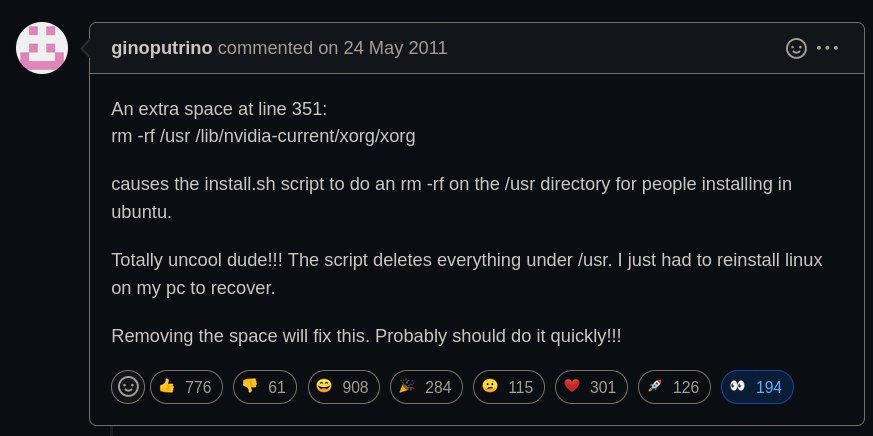 ginoputrino commented on 24 May 2011
An extra space at line 351:
rm -rf /usr /lib/nvidia-current/xorg/xorg
causes the install.sh script to do an rm -rf on the /usr directory for people installing in
ubuntu.
Totally uncool dude!!! The script deletes everything under /usr. I just had to reinstall linux
on my pc to recover.
Removing the space will fix this. Probably should do it quickly!!!
776 61 908 284 115 301 126 194